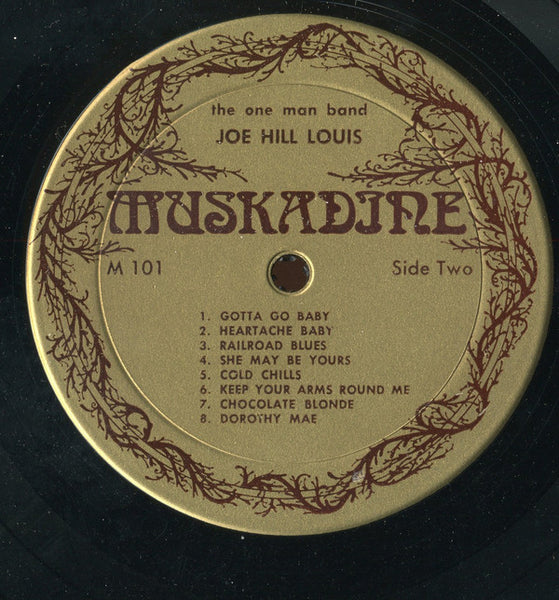 the one man band
JOE HILL LOUIS
MUSKADINE
M 101
Side Two
1. GOTTA GO BABY
2. HEARTACHE BABY
3. RAILROAD BLUES
4. SHE MAY BE YOURS
5. COLD CHILLS
6. KEEP YOUR ARMS ROUND ME
7. CHOCOLATE BLONDE
8. DOROTHY MAE